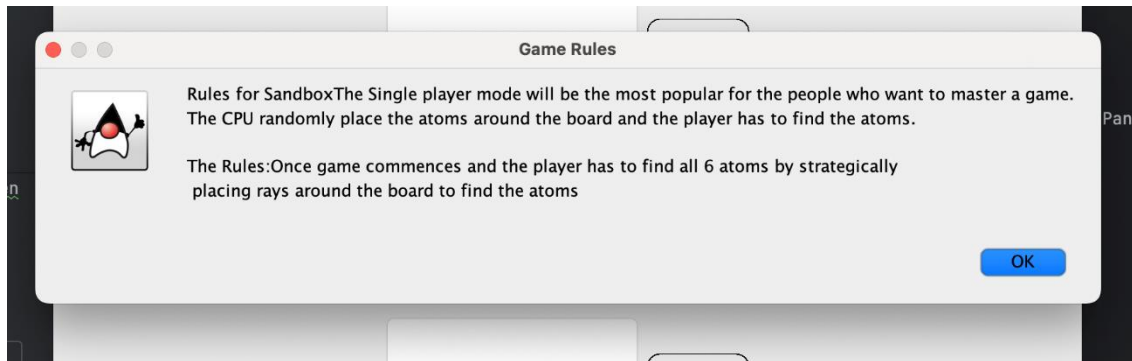 Game Rules
Rules for SandboxThe Single player mode will be the most popular for the people who want to master a game.
The CPU randomly place the atoms around the board and the player has to find the atoms.
The Rules:Once game commences and the player has to find all 6 atoms by strategically
placing rays around the board to find the atoms
OK
Pan
n